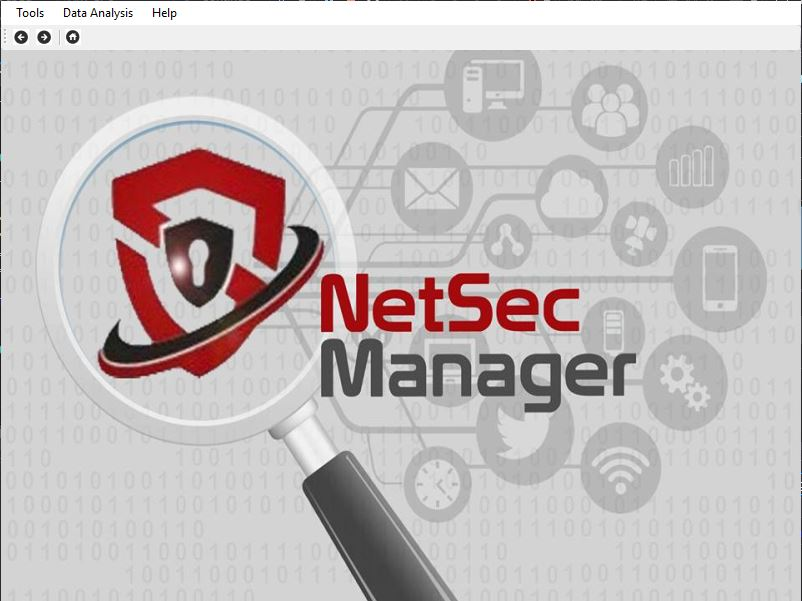 Tools Data Analysis Help
NetSec
Manager